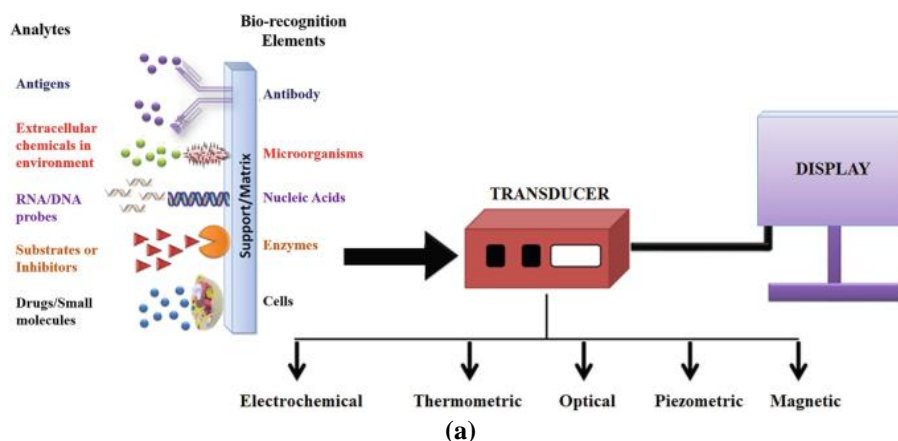 Analytes
Bio-recognition
Elements
Antigens
Antibody
Extracellular
chemicals in
environment
Microorganisms
RNA/DNA
probes
Nucleic Acids
Substrates or
Inhibitors
Enzymes
Drugs/Small
molecules
Cells
Support/Matrix
TRANSDUCER
DISPLAY
Electrochemical
Thermometric
Optical
Piezometric
Magnetic
(a)